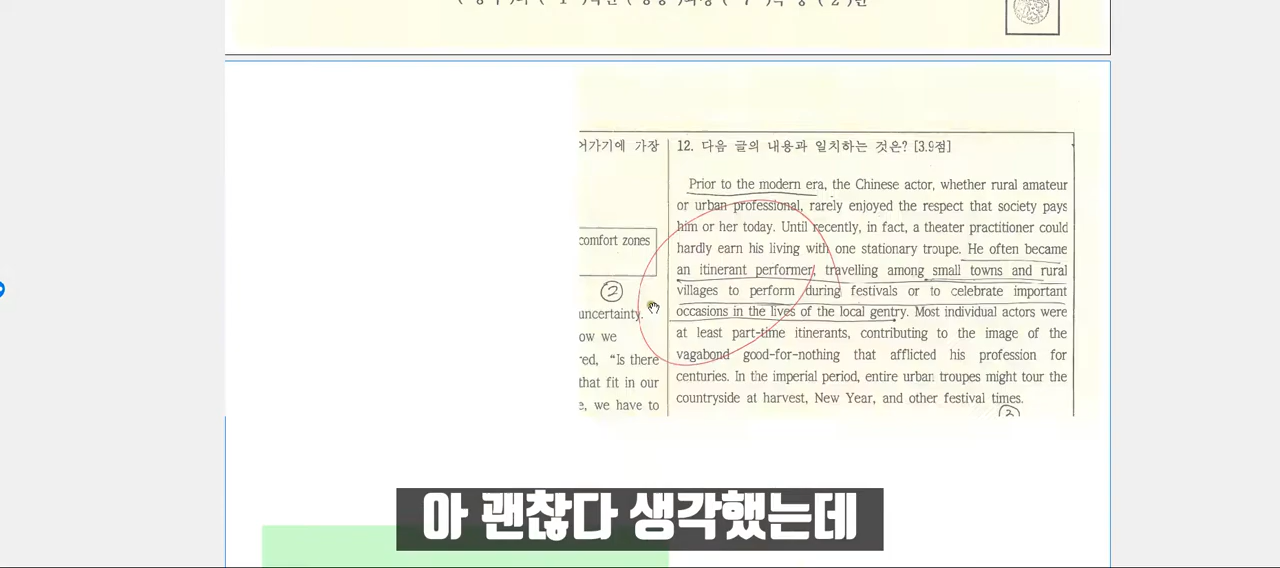 어가기에 가장
comfort zones
②
uncertainty.
ow we
red, “Is there
that fit in our
e, we have to
12. 다음 글의 내용과 일치하는 것은? [3.9점]
Prior to the modern era, the Chinese actor, whether rural amateur
or urban professional, rarely enjoyed the respect that society pays
him or her today. Until recently, in fact, a theater practitioner could
hardly earn his living with one stationary troupe. He often became
an itinerant performer, travelling among small towns and rural
villages to perform during festivals or to celebrate important
occasions in the lives of the local gentry. Most individual actors were
at least part-time itinerants, contributing to the image of the
vagabond good-for-nothing that afflicted his profession for
centuries. In the imperial period, entire urban troupes might tour the
countryside at harvest, New Year, and other festival times.
아 괜찮다 생각했는데